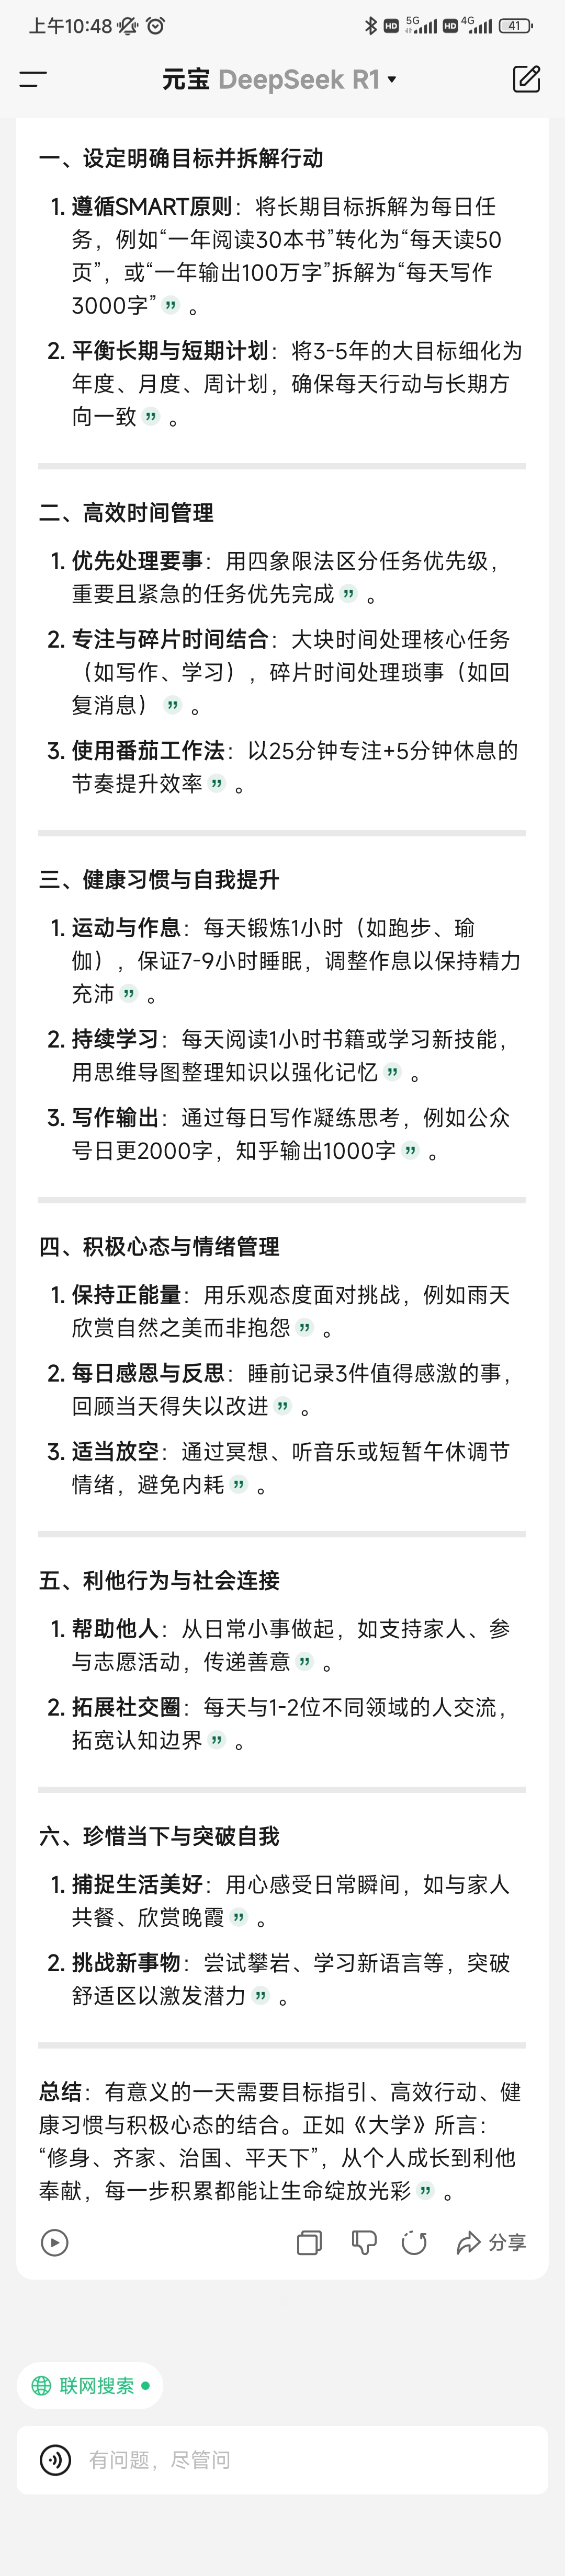 上午10:48
HD 5G HD 4G 41
元宝 DeepSeek R1
一、设定明确目标并拆解行动
1. 遵循SMART原则：将长期目标拆解为每日任
务，例如“一年阅读30本书”转化为“每天读50
页”，或“一年输出100万字”拆解为“每天写作
3000字” 。
2. 平衡长期与短期计划：将3-5年的大目标细化为
年度、月度、周计划，确保每天行动与长期方
向一致 。
二、高效时间管理
1. 优先处理要事：用四象限法区分任务优先级，
重要且紧急的任务优先完成 。
2. 专注与碎片时间结合：大块时间处理核心任务
（如写作、学习），碎片时间处理琐事（如回
复消息） 。
3. 使用番茄工作法：以25分钟专注+5分钟休息的
节奏提升效率 。
三、健康习惯与自我提升
1. 运动与作息：每天锻炼1小时（如跑步、瑜
伽），保证7-9小时睡眠，调整作息以保持精力
充沛 。
2. 持续学习：每天阅读1小时书籍或学习新技能，
用思维导图整理知识以强化记忆 。
3. 写作输出：通过每日写作凝练思考，例如公众
号日更2000字，知乎输出1000字 。
四、积极心态与情绪管理
1. 保持正能量：用乐观态度面对挑战，例如雨天
欣赏自然之美而非抱怨 。
2. 每日感恩与反思：睡前记录3件值得感激的事，
回顾当天得失以改进 。
3. 适当放空：通过冥想、听音乐或短暂午休调节
情绪，避免内耗 。
五、利他行为与社会连接
1. 帮助他人：从日常小事做起，如支持家人、参
与志愿活动，传递善意 。
2. 拓展社交圈：每天与1-2位不同领域的人交流，
拓宽认知边界 。
六、珍惜当下与突破自我
1. 捕捉生活美好：用心感受日常瞬间，如与家人
共餐、欣赏晚霞 。
2. 挑战新事物：尝试攀岩、学习新语言等，突破
舒适区以激发潜力 。
总结：有意义的一天需要目标指引、高效行动、健
康习惯与积极心态的结合。正如《大学》所言：
“修身、齐家、治国、平天下”，从个人成长到利他
奉献，每一步积累都能让生命绽放光彩 。
分享
联网搜索
有问题，尽管问